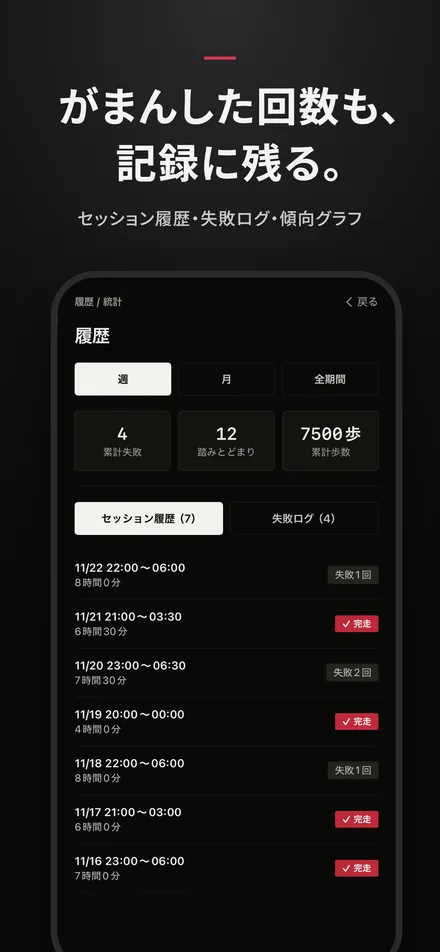 がまんした回数も、
記録に残る。
セッション履歴・失敗ログ・傾向グラフ
履歴 / 統計
< 戻る
履歴
週
月
全期間
4
累計失敗
12
踏みとどまり
7500歩
累計歩数
セッション履歴 (7)
失敗ログ (4)
11/22 22:00〜06:00
8時間0分
失敗1回
11/21 21:00〜03:30
6時間30分
✓ 完走
11/20 23:00〜06:30
7時間30分
失敗2回
11/19 20:00〜00:00
4時間0分
✓ 完走
11/18 22:00〜06:00
8時間0分
失敗1回
11/17 21:00〜03:00
6時間0分
✓ 完走
11/16 23:00〜06:00
7時間0分
✓ 完走